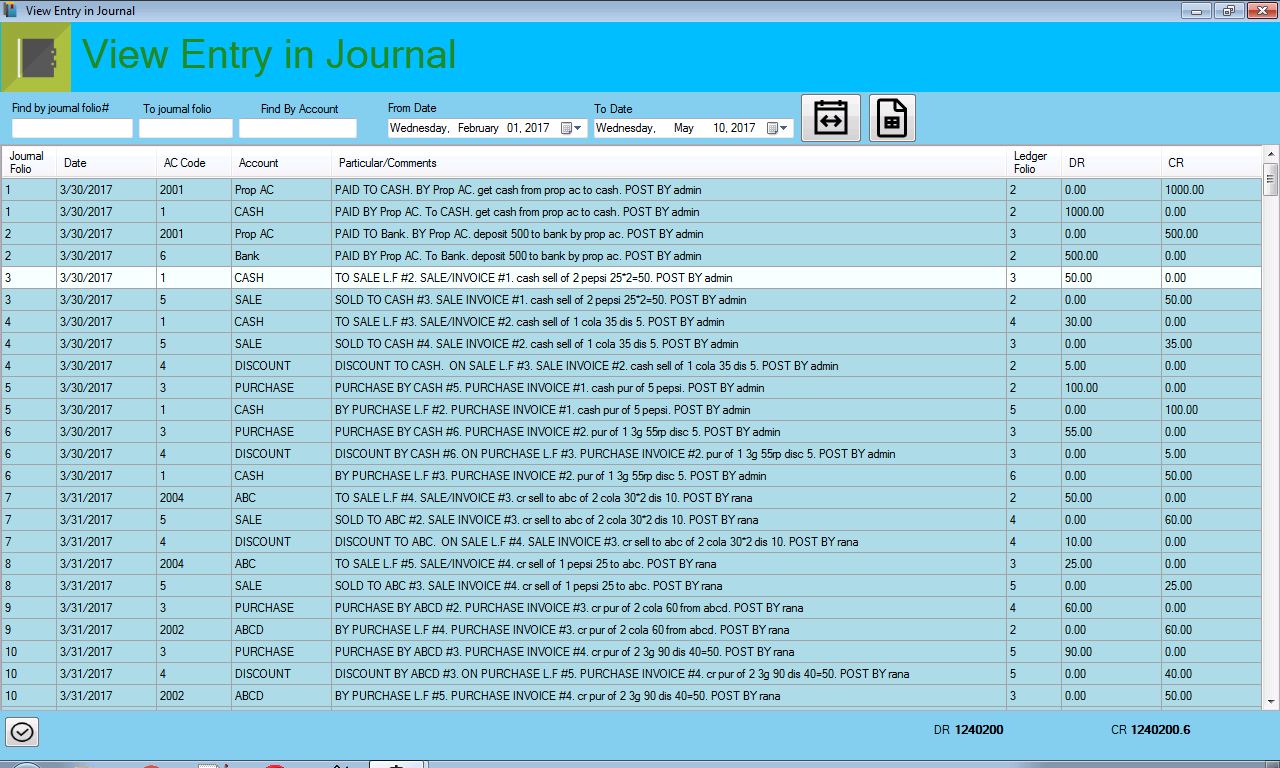 View Entry in Journal
View Entry in Journal
Find by journal folio# To journal folio Find By Account From Date To Date
Wednesday, February 01, 2017 Wednesday, May 10, 2017
Journal Folio Date AC Code Account Particular/Comments Ledger Folio DR CR
1 3/30/2017 2001 Prop AC PAID TO CASH. BY Prop AC. get cash from prop ac to cash. POST BY admin 2 0.00 1000.00
1 3/30/2017 1 CASH PAID BY Prop AC. To CASH. get cash from prop ac to cash. POST BY admin 2 1000.00 0.00
2 3/30/2017 2001 Prop AC PAID TO Bank. BY Prop AC. deposit 500 to bank by prop ac. POST BY admin 3 0.00 500.00
2 3/30/2017 6 Bank PAID BY Prop AC. To Bank. deposit 500 to bank by prop ac. POST BY admin 2 500.00 0.00
3 3/30/2017 1 CASH TO SALE L.F #2. SALE/INVOICE #1. cash sell of 2 pepsi 25*2=50. POST BY admin 3 50.00 0.00
3 3/30/2017 5 SALE SOLD TO CASH #3. SALE INVOICE #1. cash sell of 2 pepsi 25*2=50. POST BY admin 2 0.00 50.00
4 3/30/2017 1 CASH TO SALE L.F #3. SALE/INVOICE #2. cash sell of 1 cola 35 dis 5. POST BY admin 4 30.00 0.00
4 3/30/2017 5 SALE SOLD TO CASH #4. SALE INVOICE #2. cash sell of 1 cola 35 dis 5. POST BY admin 3 0.00 35.00
4 3/30/2017 4 DISCOUNT DISCOUNT TO CASH. ON SALE L.F #3. SALE INVOICE #2. cash sell of 1 cola 35 dis 5. POST BY admin 2 5.00 0.00
5 3/30/2017 3 PURCHASE PURCHASE BY CASH #5. PURCHASE INVOICE #1. cash pur of 5 pepsi. POST BY admin 2 100.00 0.00
5 3/30/2017 1 CASH BY PURCHASE L.F #2. PURCHASE INVOICE #1. cash pur of 5 pepsi. POST BY admin 5 0.00 100.00
6 3/30/2017 3 PURCHASE PURCHASE BY CASH #6. PURCHASE INVOICE #2. pur of 1 3g 55rp disc 5. POST BY admin 3 55.00 0.00
6 3/30/2017 4 DISCOUNT DISCOUNT BY CASH #6. ON PURCHASE L.F #3. PURCHASE INVOICE #2. pur of 1 3g 55rp disc 5. POST BY admin 3 0.00 5.00
6 3/30/2017 1 CASH BY PURCHASE L.F #3. PURCHASE INVOICE #2. pur of 1 3g 55rp disc 5. POST BY admin 6 0.00 50.00
7 3/31/2017 2004 ABC TO SALE L.F #4. SALE/INVOICE #3. cr sell to abc of 2 cola 30*2 dis 10. POST BY rana 2 50.00 0.00
7 3/31/2017 5 SALE SOLD TO ABC #2. SALE INVOICE #3. cr sell to abc of 2 cola 30*2 dis 10. POST BY rana 4 0.00 60.00
7 3/31/2017 4 DISCOUNT DISCOUNT TO ABC. ON SALE L.F #4. SALE INVOICE #3. cr sell to abc of 2 cola 30*2 dis 10. POST BY rana 4 10.00 0.00
8 3/31/2017 2004 ABC TO SALE L.F #5. SALE/INVOICE #4. cr sell of 1 pepsi 25 to abc. POST BY rana 3 25.00 0.00
8 3/31/2017 5 SALE SOLD TO ABC #3. SALE INVOICE #4. cr sell of 1 pepsi 25 to abc. POST BY rana 5 0.00 25.00
9 3/31/2017 3 PURCHASE PURCHASE BY ABCD #2. PURCHASE INVOICE #3. cr pur of 2 cola 60 from abcd. POST BY rana 4 60.00 0.00
9 3/31/2017 2002 ABCD BY PURCHASE L.F #4. PURCHASE INVOICE #3. cr pur of 2 cola 60 from abcd. POST BY rana 2 0.00 60.00
10 3/31/2017 3 PURCHASE PURCHASE BY ABCD #3. PURCHASE INVOICE #4. cr pur of 2 3g 90 dis 40=50. POST BY rana 5 90.00 0.00
10 3/31/2017 4 DISCOUNT DISCOUNT BY ABCD #3. ON PURCHASE L.F #5. PURCHASE INVOICE #4. cr pur of 2 3g 90 dis 40=50. POST BY rana 5 0.00 40.00
10 3/31/2017 2002 ABCD BY PURCHASE L.F #5. PURCHASE INVOICE #4. cr pur of 2 3g 90 dis 40=50. POST BY rana 3 0.00 50.00
DR 1240200 CR 1240200.6